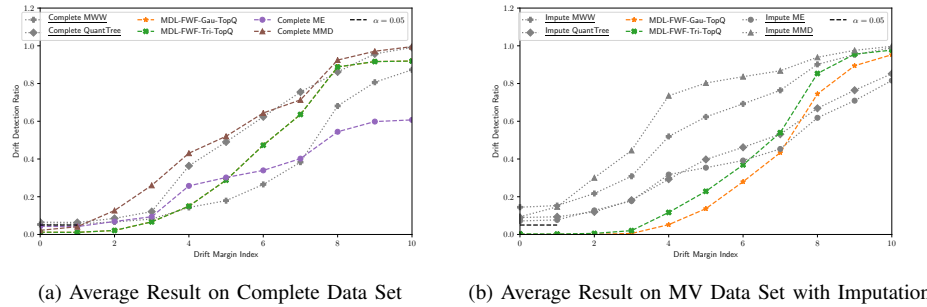 Complete MWW
Complete QuantTree
MDL-FWF-Gau-TopQ
MDL-FWF-Tri-TopQ
Complete ME
Complete MMD
α = 0.05
Drift Detection Ratio
1.0
0.8
0.6
0.4
0.2
0.0
0 2 4 6 8 10
Drift Margin Index
(a) Average Result on Complete Data Set
Impute MWW
Impute QuantTree
MDL-FWF-Gau-TopQ
MDL-FWF-Tri-TopQ
Impute ME
Impute MMD
α = 0.05
Drift Detection Ratio
1.0
0.8
0.6
0.4
0.2
0.0
0 2 4 6 8 10
Drift Margin Index
(b) Average Result on MV Data Set with Imputation